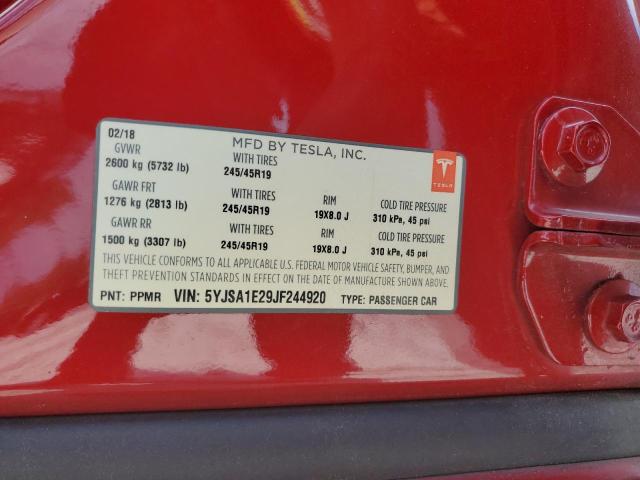 02/18
MFD BY TESLA, INC.
GVWR WITH TIRES
2600 kg (5732 lb) 245/45R19
TESLA
GAWR FRT WITH TIRES RIM COLD TIRE PRESSURE
1276 kg (2813 lb) 245/45R19 19X8.0 J 310 kPa, 45 psi
GAWR RR WITH TIRES RIM COLD TIRE PRESSURE
1500 kg (3307 lb) 245/45R19 19X8.0 J 310 kPa, 45 psi
THIS VEHICLE CONFORMS TO ALL APPLICABLE U.S. FEDERAL MOTOR VEHICLE SAFETY, BUMPER, AND
THEFT PREVENTION STANDARDS IN EFFECT ON THE DATE OF MANUFACTURE SHOWN ABOVE.
PNT: PPMR VIN: 5YJSA1E29JF244920 TYPE: PASSENGER CAR